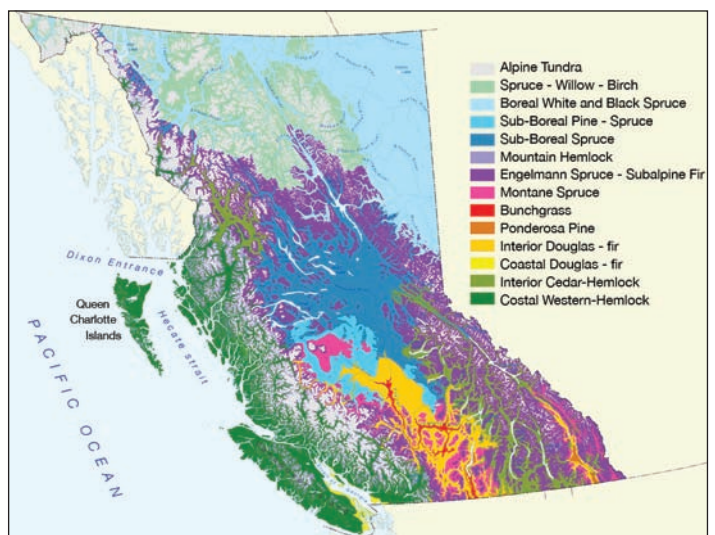 Alpine Tundra
Spruce - Willow - Birch
Boreal White and Black Spruce
Sub-Boreal Pine - Spruce
Sub-Boreal Spruce
Mountain Hemlock
Engelmann Spruce - Subalpine Fir
Montane Spruce
Bunchgrass
Ponderosa Pine
Interior Douglas - fir
Coastal Douglas - fir
Interior Cedar-Hemlock
Costal Western-Hemlock
Dixon Entrance
Queen
Charlotte
Islands
Hecate strait
PACIFIC OCEAN